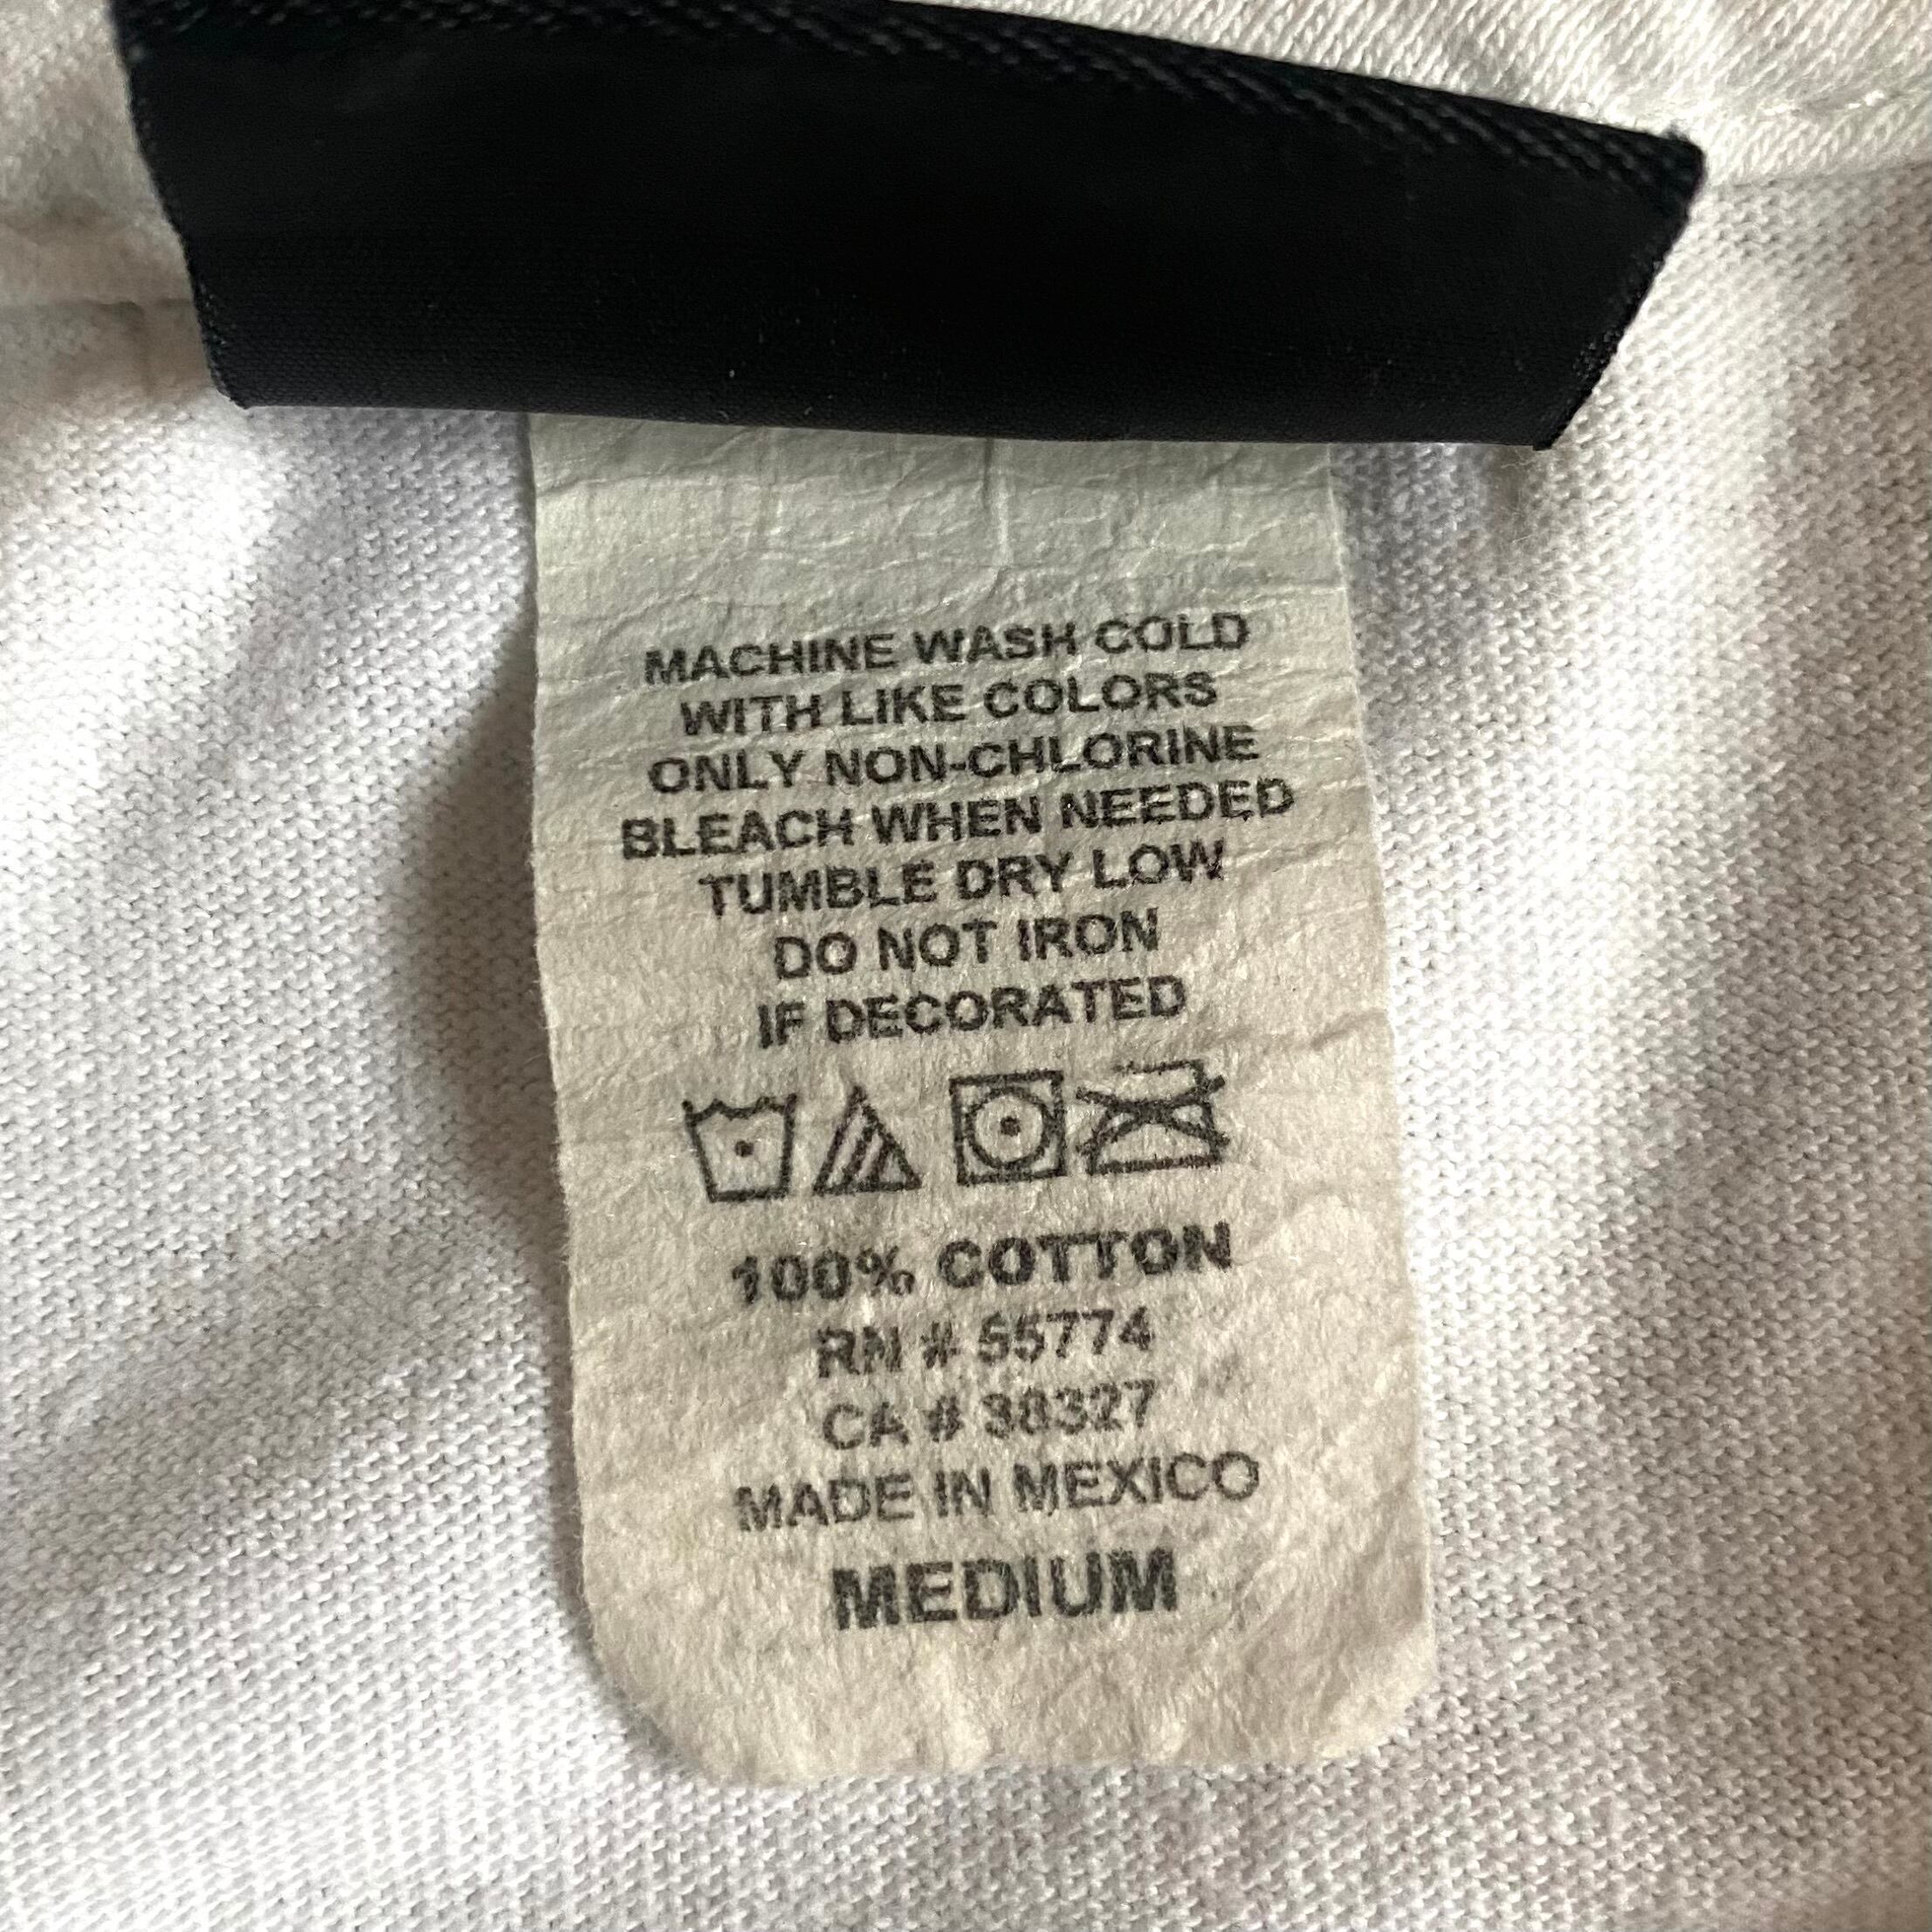 MACHINE WASH COLD
WITH LIKE COLORS
ONLY NON-CHLORINE
BLEACH WHEN NEEDED
TUMBLE DRY LOW
DO NOT IRON
IF DECORATED
100% COTTON
RN # 55774
CA # 38327
MADE IN MEXICO
MEDIUM